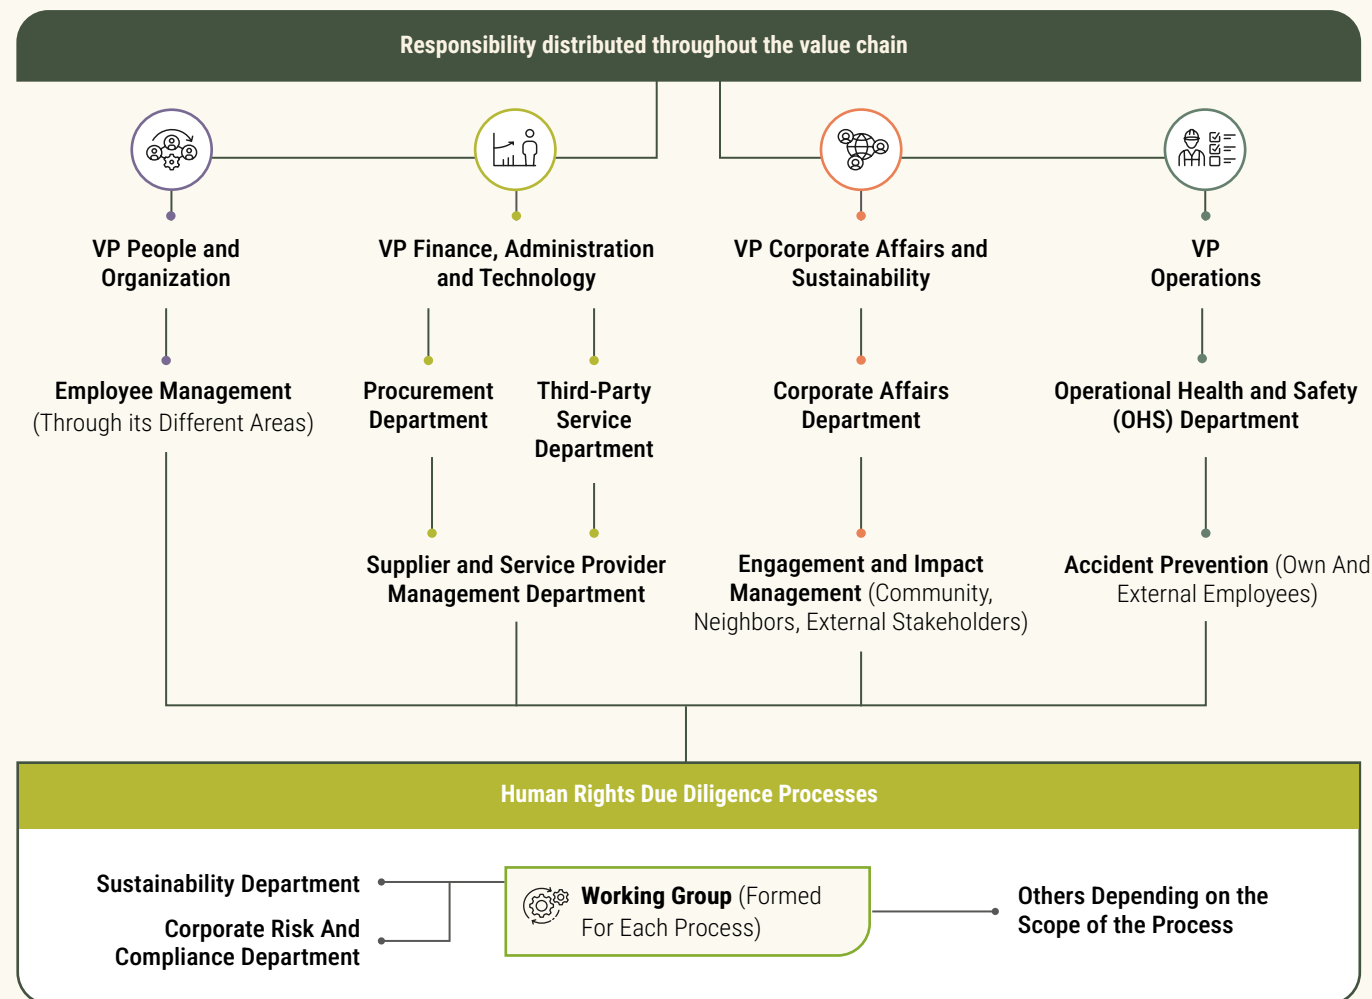 Responsibility distributed throughout the value chain
VP People and
Organization
VP Finance, Administration
and Technology
VP Corporate Affairs and
Sustainability
VP
Operations
Employee Management
(Through its Different Areas)
Procurement
Department
Third-Party
Service
Department
Corporate Affairs
Department
Operational Health and Safety
(OHS) Department
Supplier and Service Provider
Management Department
Engagement and Impact
Management (Community,
Neighbors, External Stakeholders)
Accident Prevention (Own And
External Employees)
Human Rights Due Diligence Processes
Sustainability Department
Corporate Risk And
Compliance Department
Working Group (Formed
For Each Process)
Others Depending on the
Scope of the Process